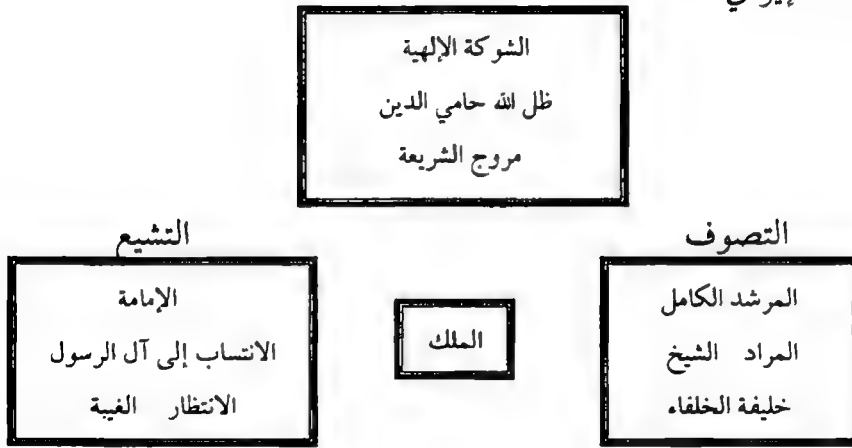 إيراني
الشوكة الإلهية
ظل الله حامي الدين
مروج الشريعة
التصوف
المرشد الكامل
المراد الشيخ
خليفة الخلفاء
الملك
التشيع
الإمامة
الانتساب إلى آل الرسول
الانتظار الغيبة